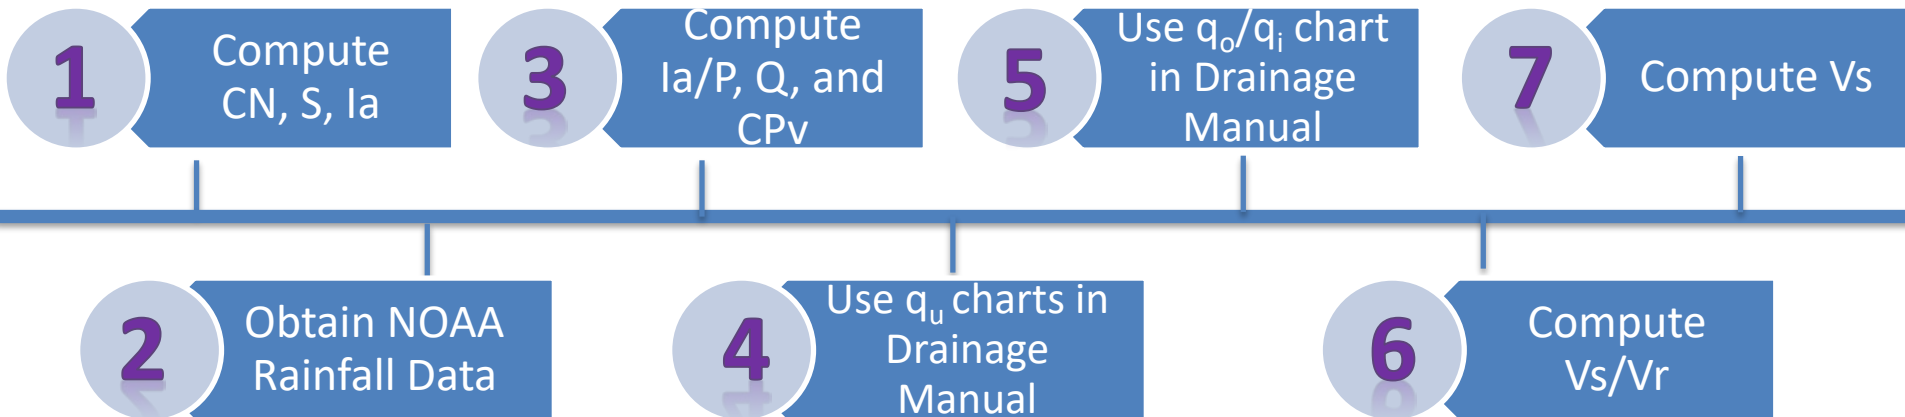 1
Compute
CN, S, Ia
2
Obtain NOAA
Rainfall Data
3
Compute
Ia/P, Q, and
CPv
4
Use qu charts in
Drainage
Manual
5
Use qo/qi chart
in Drainage
Manual
6
Compute
Vs/Vr
7
Compute Vs